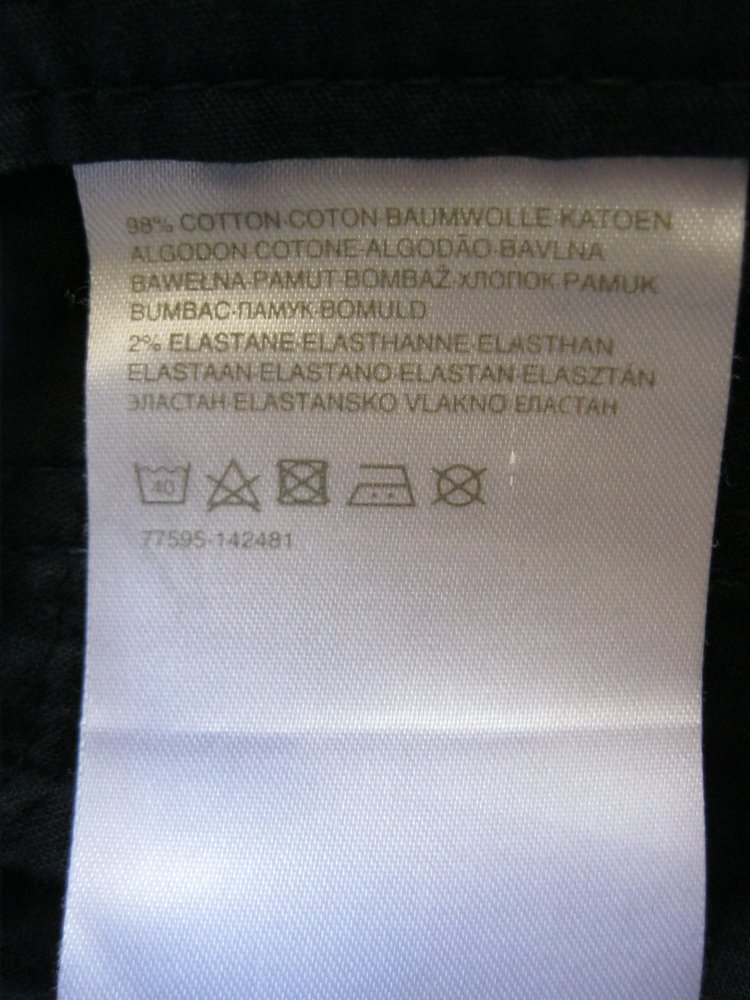 98% COTTON·COTON·BAUMWOLLE·KATOEN
ALGODON·COTONE·ALGODÃO·BAVLNA
BAWEŁNA·PAMUT·BOMBAŽ·ХЛОПОК·PAMUK
BUMBAC·ПАМУК·BOMULD
2% ELASTANE·ELASTHANNE·ELASTHAN
ELASTAAN·ELASTANO·ELASTAN·ELASZTÁN
ЭЛАСТАН·ELASTANSKO VLAKNO·ЕЛАСТАН
40
77595-142481